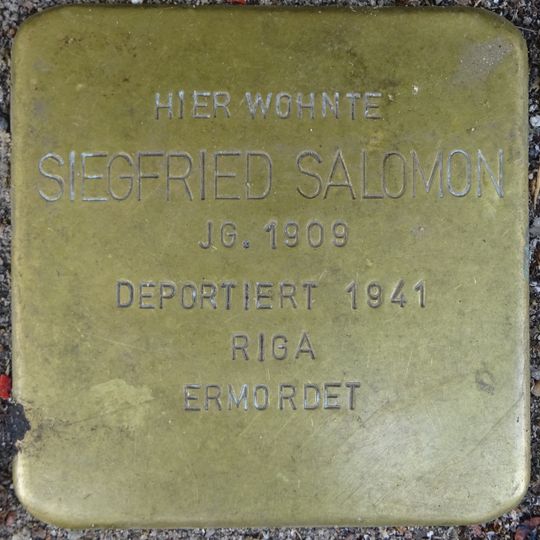 HIER WOHNTE
SIEGFRIED SALOMON
JG. 1909
DEPORTIERT 1941
RIGA
ERMORDET